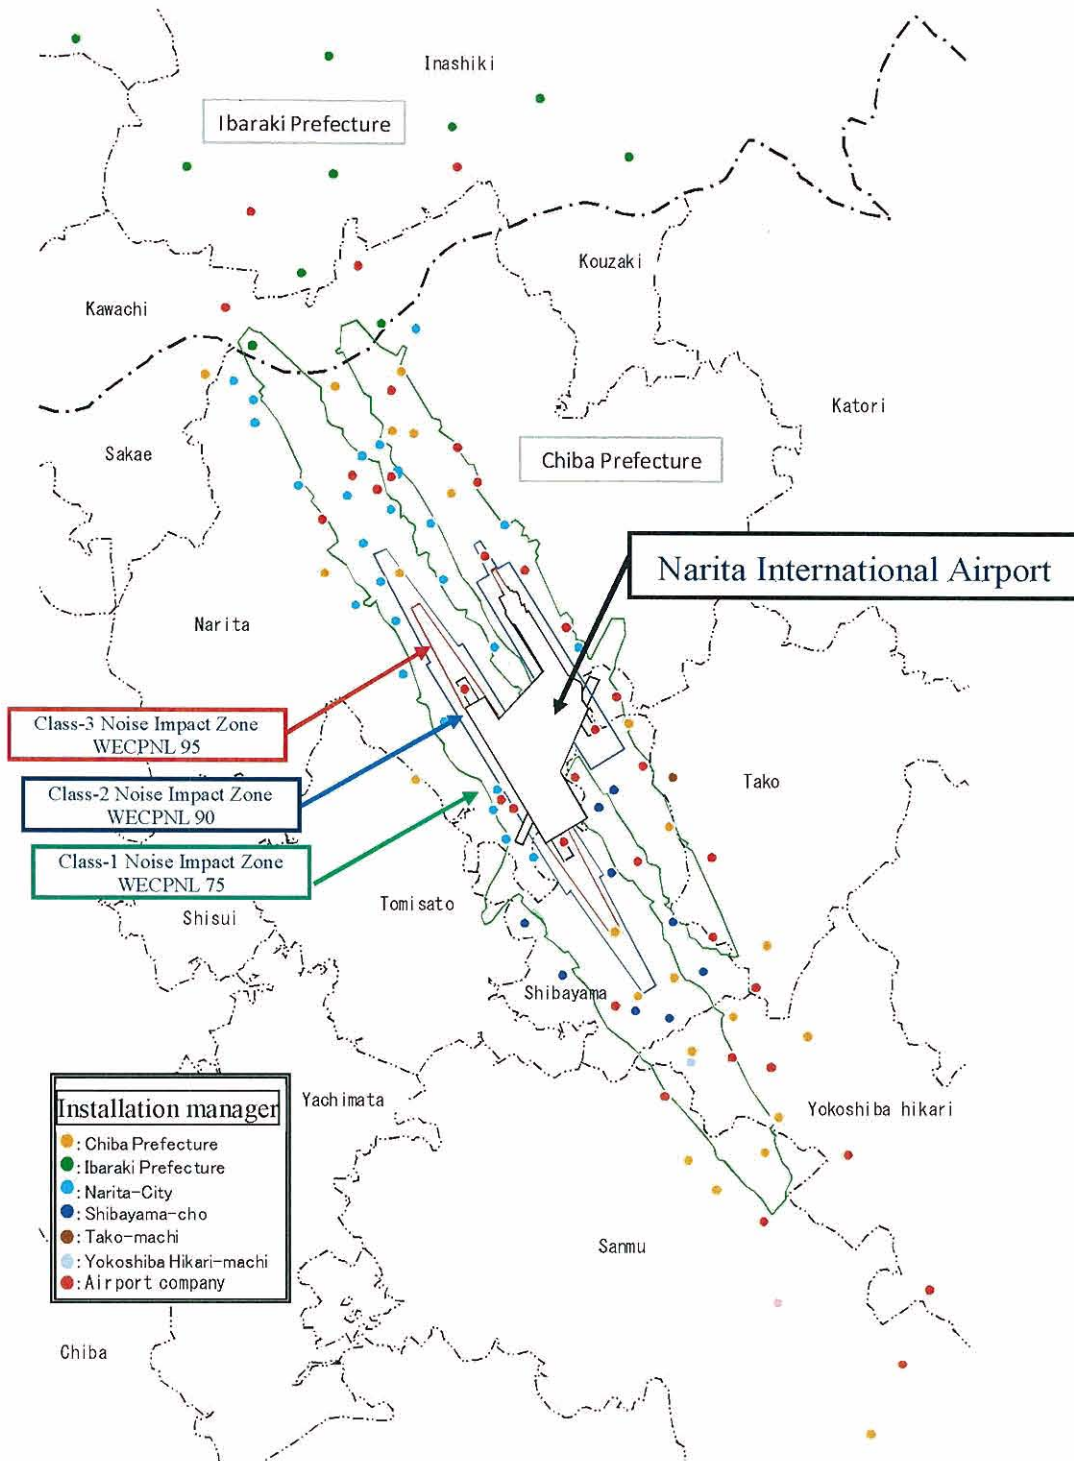 Inashiki
Ibaraki Prefecture
Kouzaki
Kawachi
Katori
Sakae
Chiba Prefecture
Narita International Airport
Narita
Class-3 Noise Impact Zone
WECPNL 95
Class-2 Noise Impact Zone
WECPNL 90
Tako
Class-1 Noise Impact Zone
WECPNL 75
Tomisato
Shisui
Shibayama
Yachimata
Yokoshiba hikari
Installation manager
: Chiba Prefecture
: Ibaraki Prefecture
: Narita-City
: Shibayama-cho
: Tako-machi
: Yokoshiba Hikari-machi
: Airport company
Sanmu
Chiba